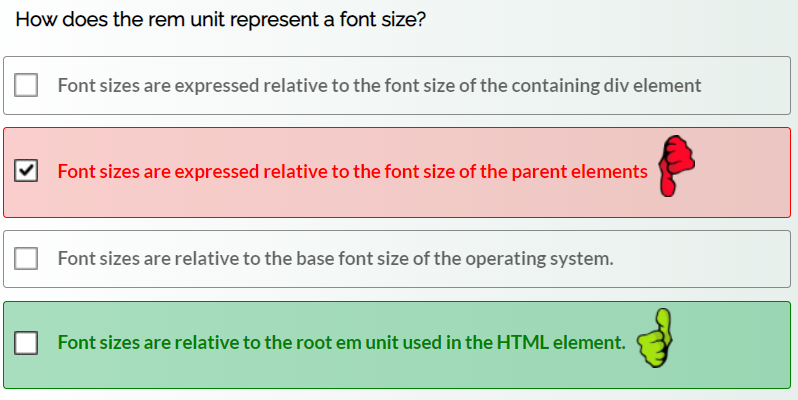 How does the rem unit represent a font size?
Font sizes are expressed relative to the font size of the containing div element
Font sizes are expressed relative to the font size of the parent elements
Font sizes are relative to the base font size of the operating system.
Font sizes are relative to the root em unit used in the HTML element.